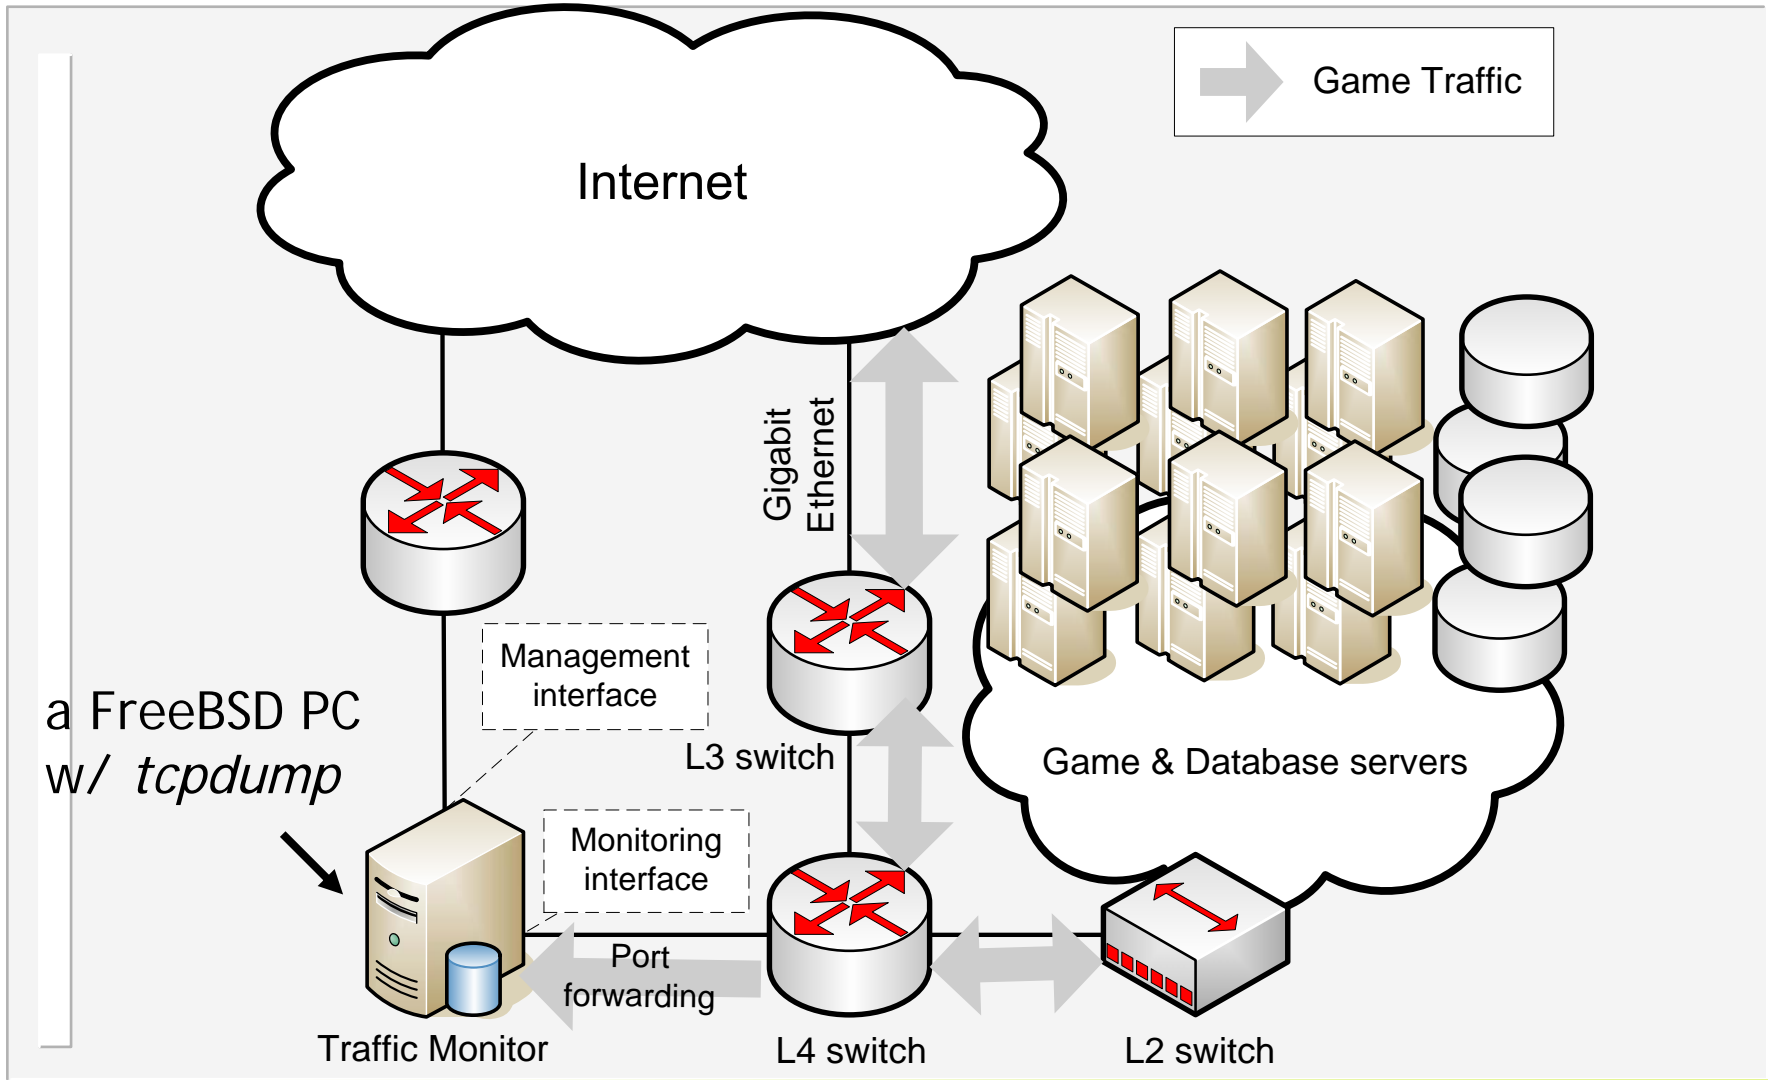 Game Traffic
Internet
Gigabit
Ethernet
Management
interface
a FreeBSD PC
w/ tcpdump
L3 switch
Game & Database servers
Monitoring
interface
Port
forwarding
Traffic Monitor
L4 switch
L2 switch